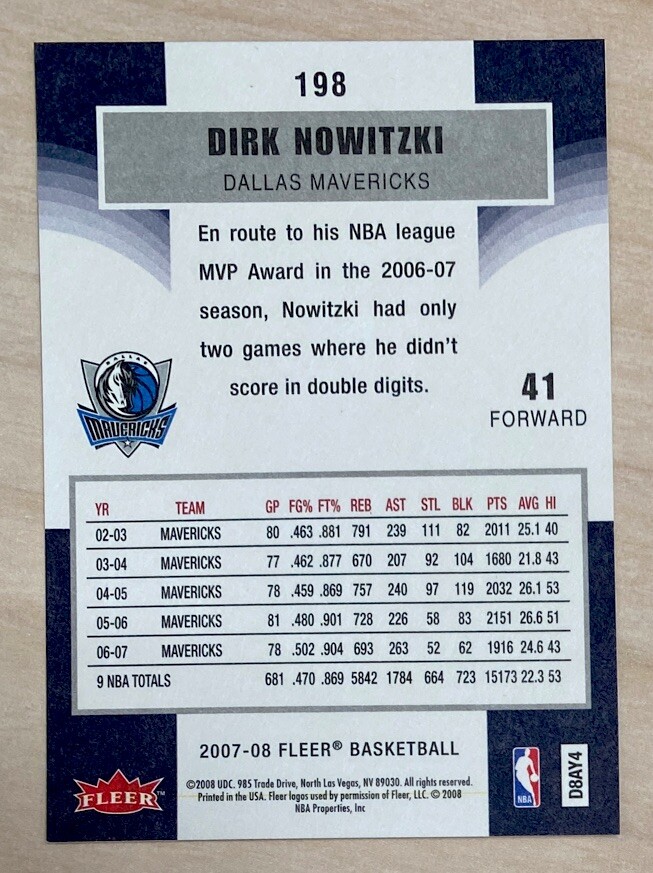 198
DIRK NOWITZKI
DALLAS MAVERICKS
En route to his NBA league
MVP Award in the 2006-07
season, Nowitzki had only
two games where he didn't
score in double digits.
DALLAS
MAVERICKS
41
FORWARD
YR TEAM GP FG% FT% REB AST STL BLK PTS AVG HI
02-03 MAVERICKS 80 .463 .881 791 239 111 82 2011 25.1 40
03-04 MAVERICKS 77 .462 .877 670 207 92 104 1680 21.8 43
04-05 MAVERICKS 78 .459 .869 757 240 97 119 2032 26.1 53
05-06 MAVERICKS 81 .480 .901 728 226 58 83 2151 26.6 51
06-07 MAVERICKS 78 .502 .904 693 263 52 62 1916 24.6 43
9 NBA TOTALS 681 .470 .869 5842 1784 664 723 15173 22.3 53
2007-08 FLEER® BASKETBALL
FLEER™
©2008 UDC. 985 Trade Drive, North Las Vegas, NV 89030. All rights reserved.
Printed in the USA. Fleer logos used by permission of Fleer, LLC. © 2008
NBA Properties, Inc
NBA
D8AY4